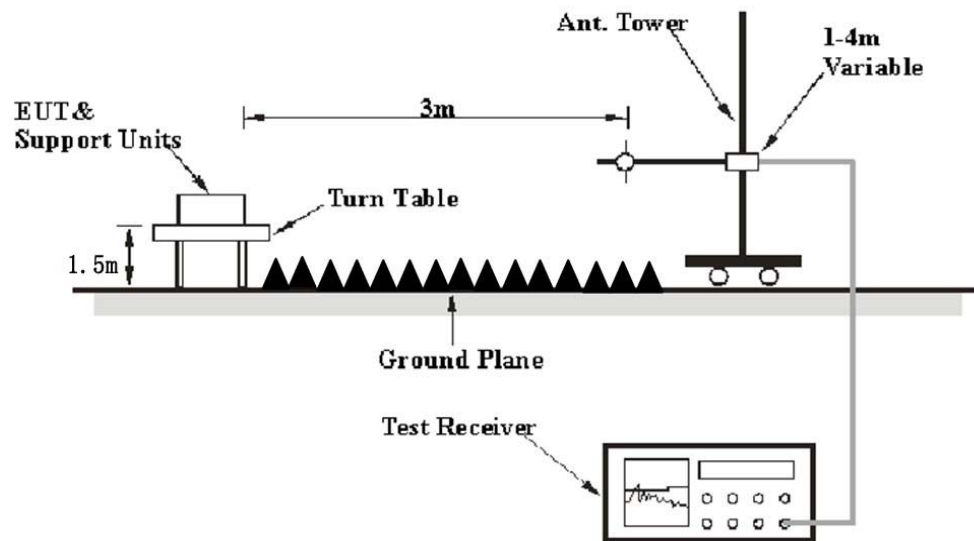 Ant. Tower
1-4m
Variable
EUT&
Support Units
3m
Turn Table
1.5m
Ground Plane
Test Receiver